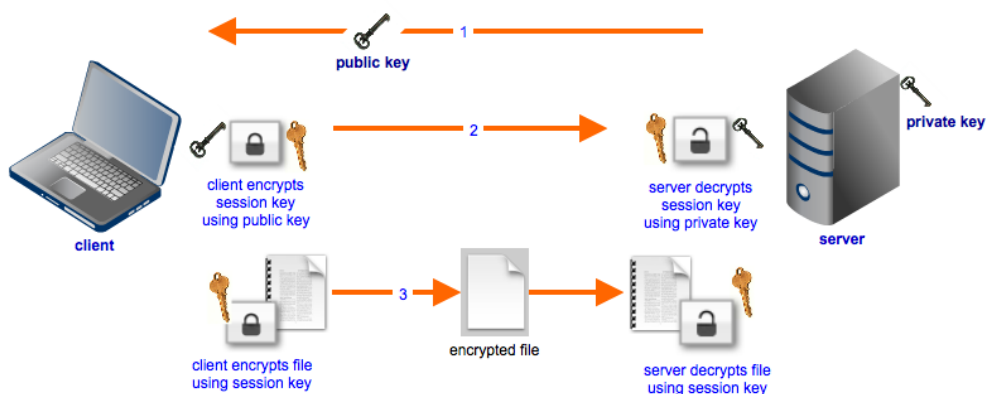 1
public key
private key
2
client encrypts
session key
using public key
server decrypts
session key
using private key
client
server
3
encrypted file
client encrypts file
using session key
server decrypts file
using session key